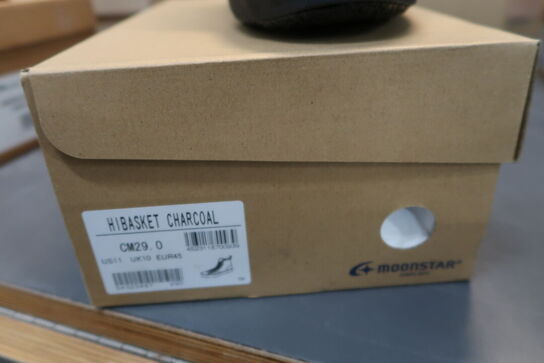 HIBASKET CHARCOAL
CM29.0
US11 UK10 EUR45
MOONSTAR